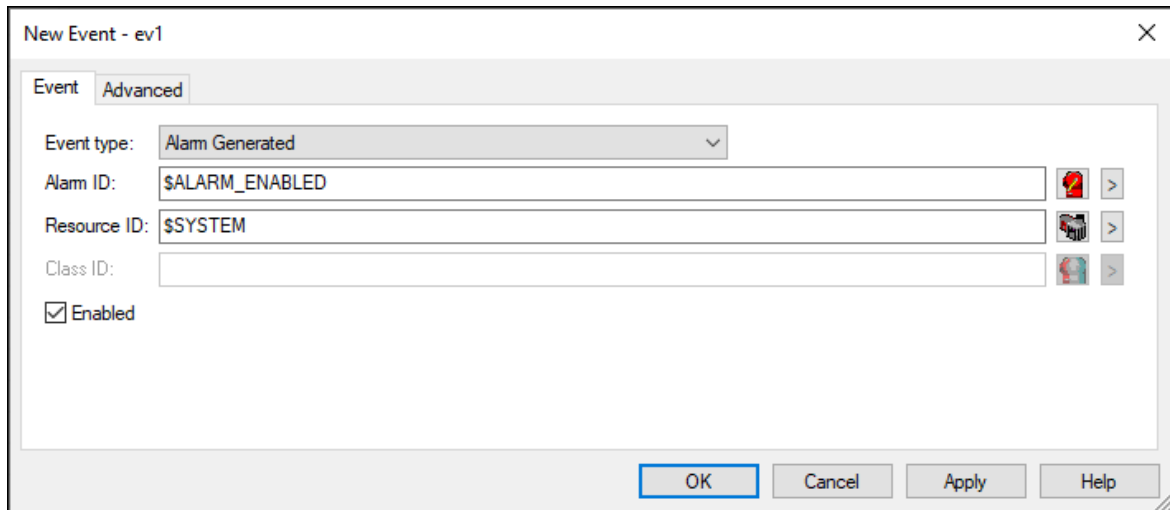 New Event - ev1
Event Advanced
Event type: Alarm Generated
Alarm ID: $ALARM_ENABLED >
Resource ID: $SYSTEM >
Class ID: >
Enabled
OK Cancel Apply Help